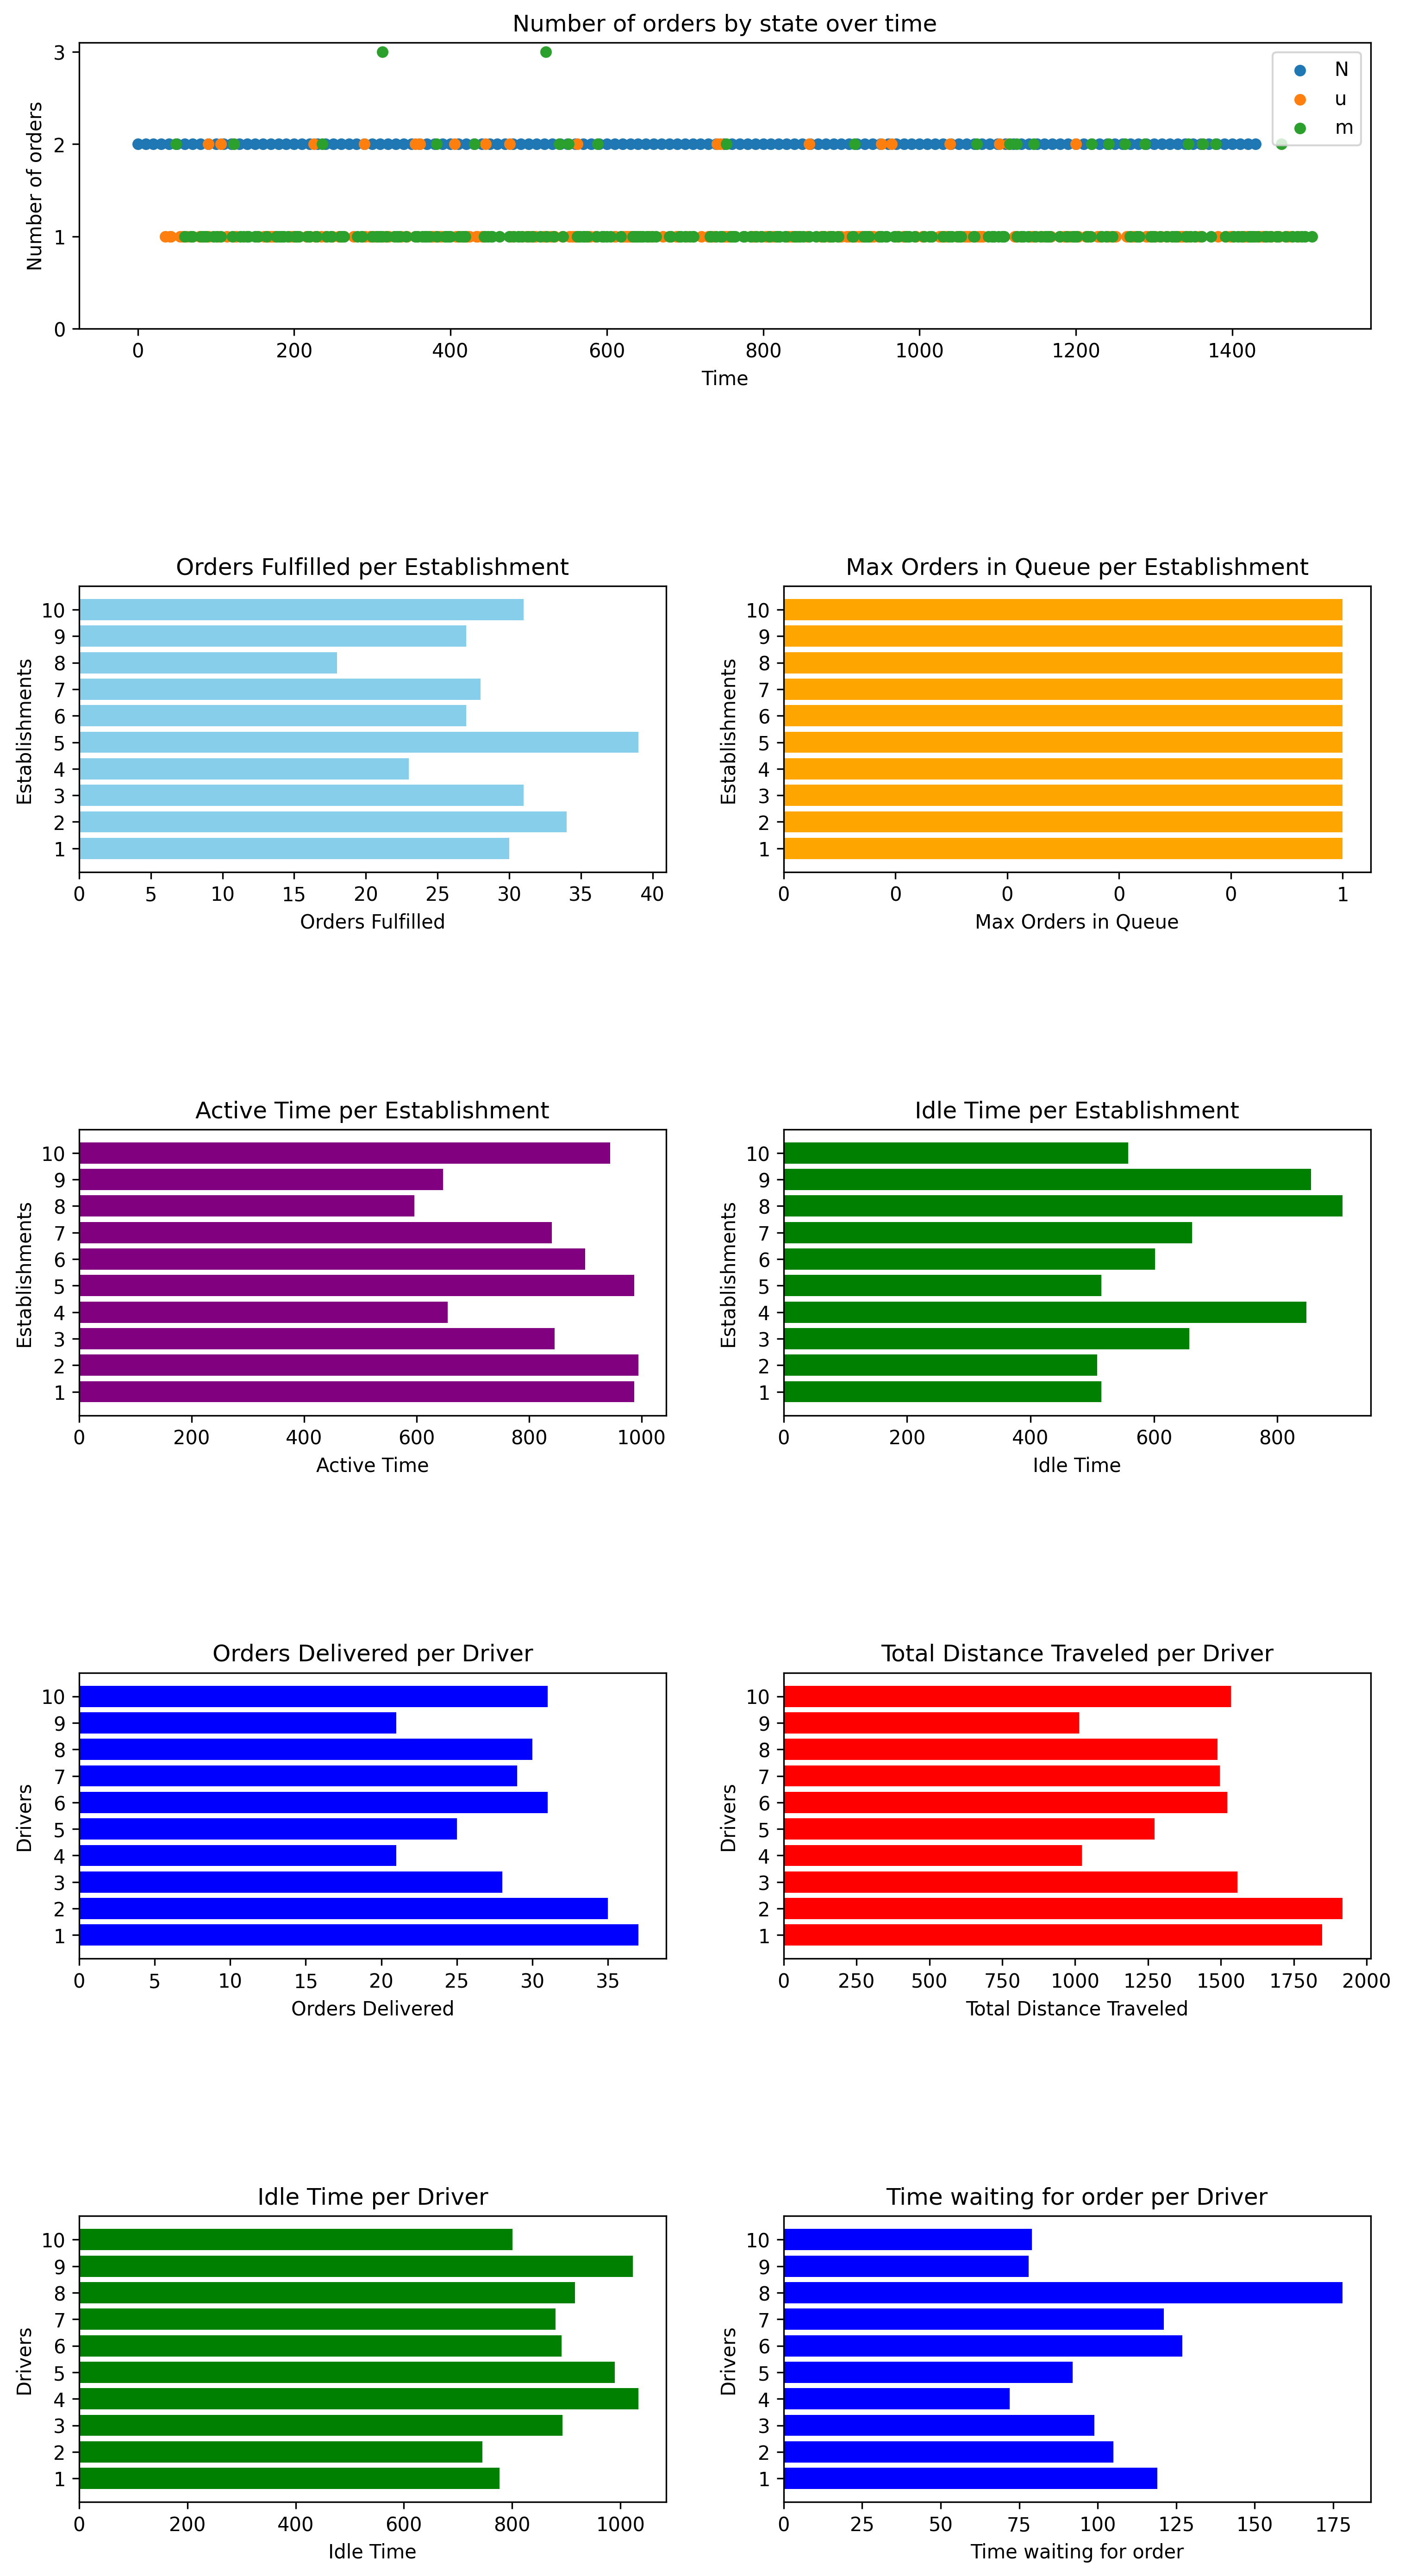 Number of orders by state over time
Number of orders
3
2
1
0
N
u
m
0 200 400 600 800 1000 1200 1400
Time
Orders Fulfilled per Establishment
Establishments
10
9
8
7
6
5
4
3
2
1
0 5 10 15 20 25 30 35 40
Orders Fulfilled
Max Orders in Queue per Establishment
Establishments
10
9
8
7
6
5
4
3
2
1
0 0 0 0 0 1
Max Orders in Queue
Active Time per Establishment
Establishments
10
9
8
7
6
5
4
3
2
1
0 200 400 600 800 1000
Active Time
Idle Time per Establishment
Establishments
10
9
8
7
6
5
4
3
2
1
0 200 400 600 800
Idle Time
Orders Delivered per Driver
Drivers
10
9
8
7
6
5
4
3
2
1
0 5 10 15 20 25 30 35
Orders Delivered
Total Distance Traveled per Driver
Drivers
10
9
8
7
6
5
4
3
2
1
0 250 500 750 1000 1250 1500 1750 2000
Total Distance Traveled
Idle Time per Driver
Drivers
10
9
8
7
6
5
4
3
2
1
0 200 400 600 800 1000
Idle Time
Time waiting for order per Driver
Drivers
10
9
8
7
6
5
4
3
2
1
0 25 50 75 100 125 150 175
Time waiting for order